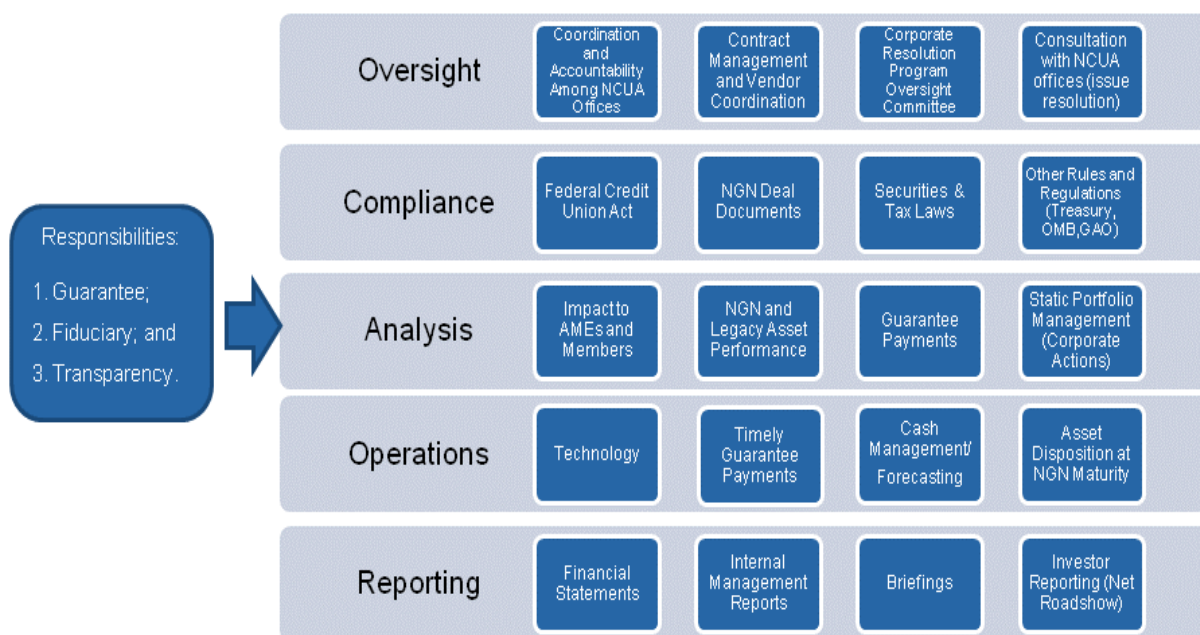 Responsibilities:
1. Guarantee;
2. Fiduciary; and
3. Transparency.
Oversight
Coordination
and
Accountability
Among NCUA
Offices
Contract
Management
and Vendor
Coordination
Corporate
Resolution
Program
Oversight
Committee
Consultation
with NCUA
offices (issue
resolution)
Compliance
Federal Credit
Union Act
NGN Deal
Documents
Securities &
Tax Laws
Other Rules and
Regulations
(Treasury,
OMB,GAO)
Analysis
Impact to
AMEs and
Members
NGN and
Legacy Asset
Performance
Guarantee
Payments
Static Portfolio
Management
(Corporate
Actions)
Operations
Technology
Timely
Guarantee
Payments
Cash
Management/
Forecasting
Asset
Disposition at
NGN Maturity
Reporting
Financial
Statements
Internal
Management
Reports
Briefings
Investor
Reporting (Net
Roadshow)